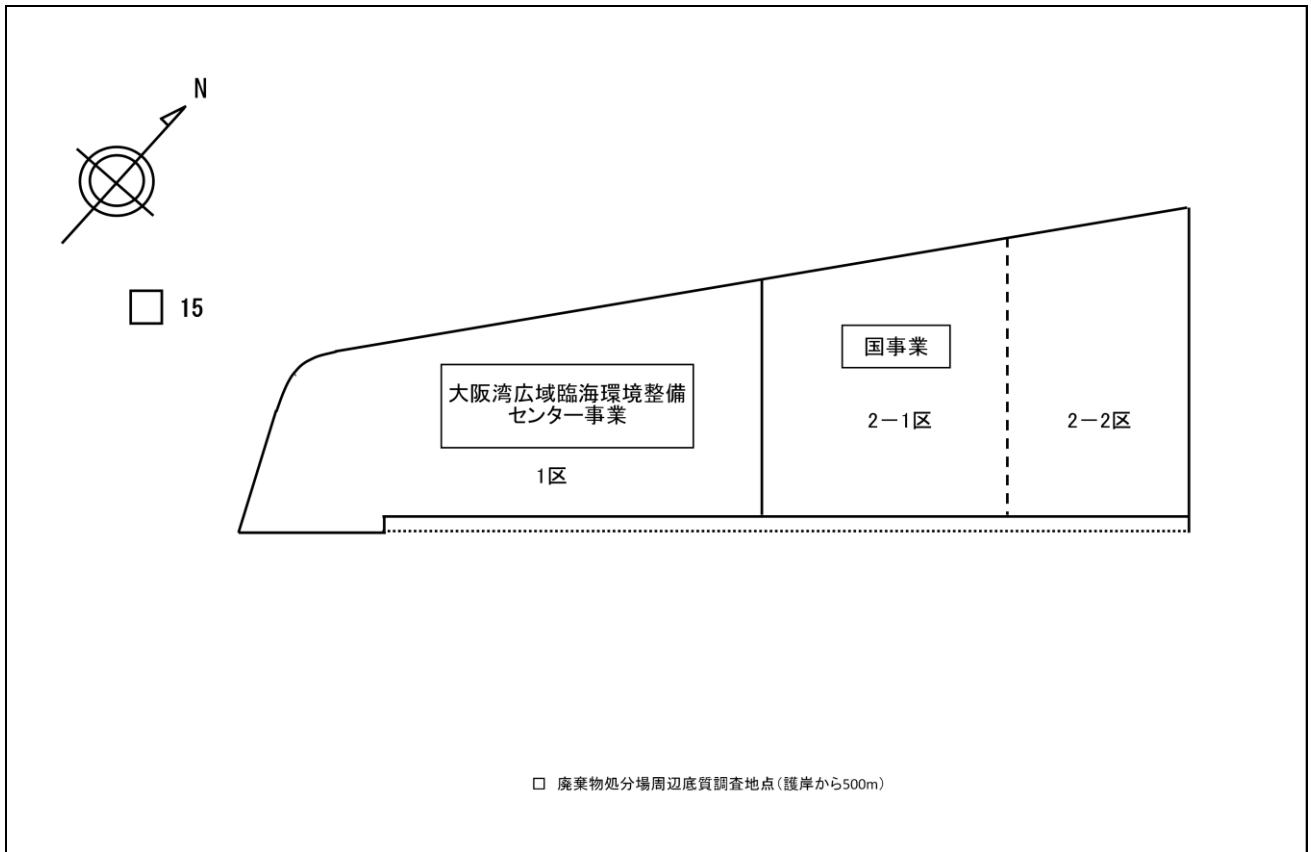 N
15
国事業
大阪湾広域臨海環境整備
センター事業
2－1区
2－2区
1区
□ 廃棄物処分場周辺底質調査地点（護岸から500m）